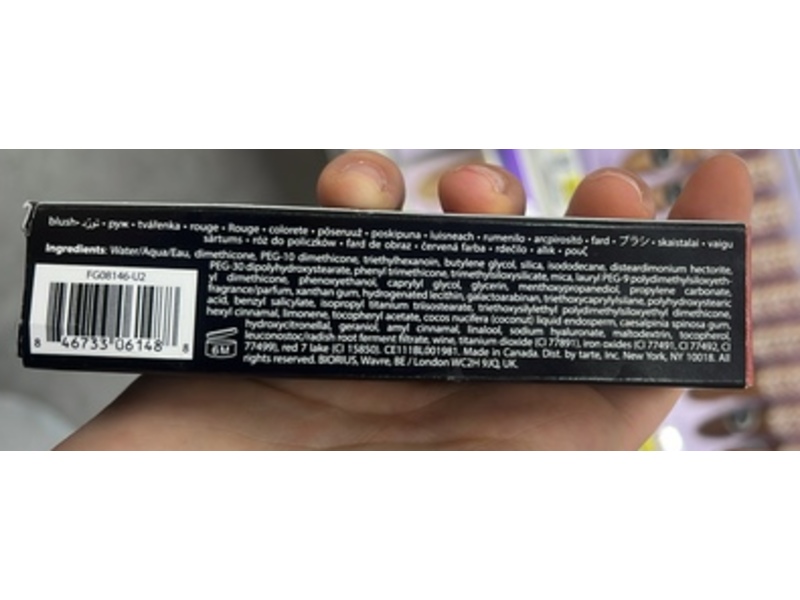 blush • تورّد • руж • tvářenka • rouge • Rouge • colorete • põsepuna • poskipuna • luisneach • rumenilo • arcpirosító • fard • ブラシ • skaistalai • vaigu
sārtums • róż do policzków • fard de obraz • červená farba • rdečilo • allık • pouč
Ingredients: Water/Aqua/Eau, dimethicone, PEG-10 dimethicone, triethylhexanoin, butylene glycol, silica, isododecane, disteardimonium hectorite,
PEG-30 dipolyhydroxystearate, phenyl trimethicone, trimethylsiloxysilicate, mica, lauryl PEG-9 polydimethylsiloxyeth-
yl dimethicone, phenoxyethanol, caprylyl glycol, glycerin, menthoxypropanediol, propylene carbonate,
fragrance/parfum, xanthan gum, hydrogenated lecithin, galactoarabinan, triethoxycaprylylsilane, polyhydroxystearic
acid, benzyl salicylate, isopropyl titanium triisostearate, triethoxysilylethyl polydimethylsiloxyethyl dimethicone,
hexyl cinnamal, limonene, tocopheryl acetate, cocos nucifera (coconut) liquid endosperm, caesalpinia spinosa gum,
hydroxycitronellal, geraniol, amyl cinnamal, linalool, sodium hyaluronate, maltodextrin, tocopherol,
leuconostoc/radish root ferment filtrate, wine, titanium dioxide (CI 77891), iron oxides (CI 77491, CI 77492, CI
77499), red 7 lake (CI 15850). CE111BL001981. Made in Canada. Dist. by tarte, inc. New York, NY 10018. All
rights reserved. BIORIUS, Wavre, BE / London WC2H 9JQ, UK.
FG08146-U2
8 46733 06148 8
6M